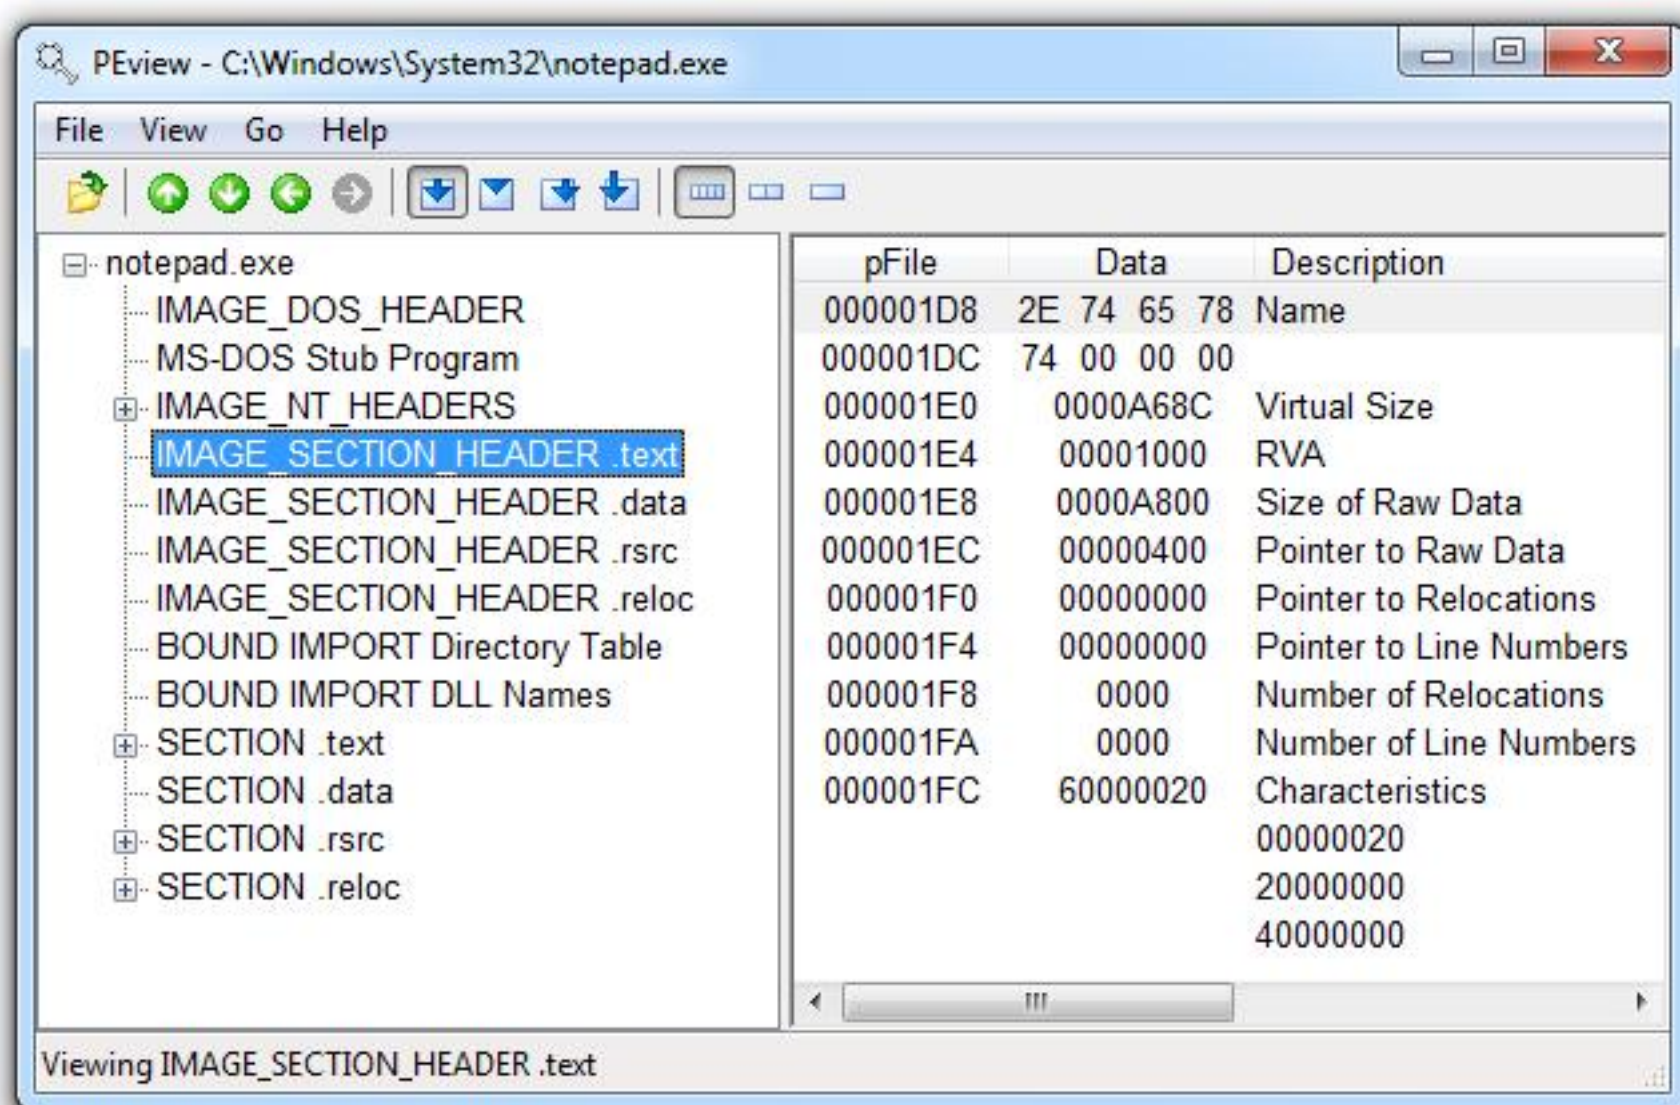 PEview - C:\Windows\System32\notepad.exe
File View Go Help
notepad.exe
IMAGE_DOS_HEADER
MS-DOS Stub Program
IMAGE_NT_HEADERS
IMAGE_SECTION_HEADER .text
IMAGE_SECTION_HEADER .data
IMAGE_SECTION_HEADER .rsrc
IMAGE_SECTION_HEADER .reloc
BOUND IMPORT Directory Table
BOUND IMPORT DLL Names
SECTION .text
SECTION .data
SECTION .rsrc
SECTION .reloc
pFile Data Description
000001D8 2E 74 65 78 Name
000001DC 74 00 00 00
000001E0 0000A68C Virtual Size
000001E4 00001000 RVA
000001E8 0000A800 Size of Raw Data
000001EC 00000400 Pointer to Raw Data
000001F0 00000000 Pointer to Relocations
000001F4 00000000 Pointer to Line Numbers
000001F8 0000 Number of Relocations
000001FA 0000 Number of Line Numbers
000001FC 60000020 Characteristics
00000020
20000000
40000000
Viewing IMAGE_SECTION_HEADER .text